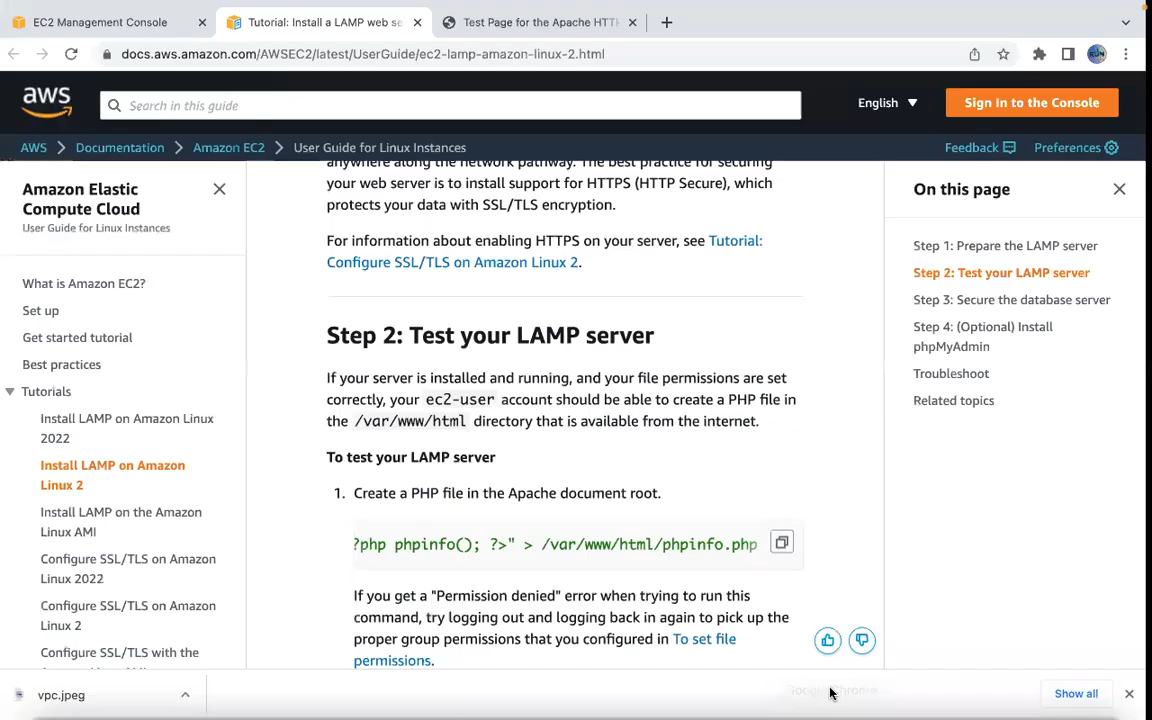 EC2 Management Console
Tutorial: Install a LAMP web se
Test Page for the Apache HTT
docs.aws.amazon.com/AWSEC2/latest/UserGuide/ec2-lamp-amazon-linux-2.html
aws
Search in this guide
English
Sign in to the Console
AWS > Documentation > Amazon EC2 > User Guide for Linux Instances
Feedback
Preferences
Amazon Elastic
Compute Cloud
User Guide for Linux Instances
What is Amazon EC2?
Set up
Get started tutorial
Best practices
Tutorials
Install LAMP on Amazon Linux
2022
Install LAMP on Amazon
Linux 2
Install LAMP on the Amazon
Linux AMI
Configure SSL/TLS on Amazon
Linux 2022
Configure SSL/TLS on Amazon
Linux 2
Configure SSL/TLS with the
anywhere along the network pathway. The best practice for securing
your web server is to install support for HTTPS (HTTP Secure), which
protects your data with SSL/TLS encryption.
For information about enabling HTTPS on your server, see Tutorial:
Configure SSL/TLS on Amazon Linux 2.
Step 2: Test your LAMP server
If your server is installed and running, and your file permissions are set
correctly, your ec2-user account should be able to create a PHP file in
the /var/www/html directory that is available from the internet.
To test your LAMP server
1. Create a PHP file in the Apache document root.
?php phpinfo(); ?>" > /var/www/html/phpinfo.php
If you get a "Permission denied" error when trying to run this
command, try logging out and logging back in again to pick up the
proper group permissions that you configured in To set file
permissions.
On this page
Step 1: Prepare the LAMP server
Step 2: Test your LAMP server
Step 3: Secure the database server
Step 4: (Optional) Install
phpMyAdmin
Troubleshoot
Related topics
vpc.jpeg
Google Chrome
Show all